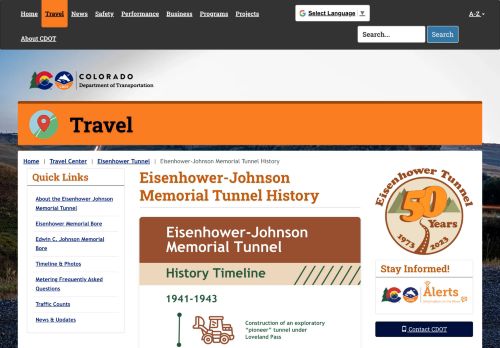 Home Travel News Safety Performance Business Programs Projects
Select Language ▼
A-Z
About CDOT
Search...
Search
COLORADO
Department of Transportation
CDOT
Travel
Home | Travel Center | Eisenhower Tunnel | Eisenhower-Johnson Memorial Tunnel History
Quick Links
About the Eisenhower Johnson
Memorial Tunnel
Eisenhower Memorial Bore
Edwin C. Johnson Memorial
Bore
Timeline & Photos
Metering Frequently Asked
Questions
Traffic Counts
News & Updates
Eisenhower-Johnson
Memorial Tunnel History
Eisenhower-Johnson
Memorial Tunnel
History Timeline
1941-1943
Construction of an exploratory
"pioneer" tunnel under
Loveland Pass
Eisenhower Tunnel
50
Years
1973 2023
Stay Informed!
Alerts
Contact CDOT